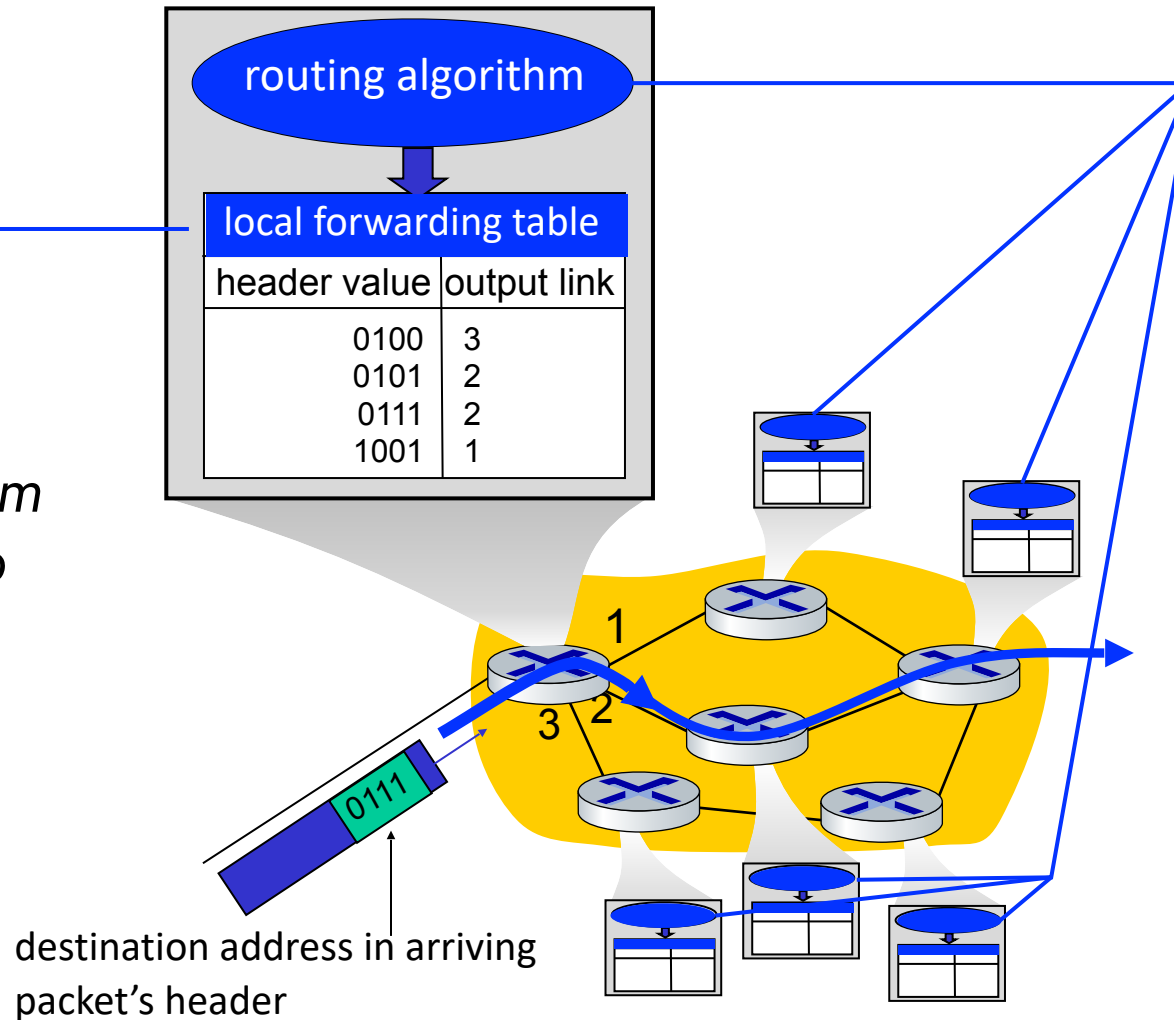 routing algorithm
local forwarding table
header value output link
0100 3
0101 2
0111 2
1001 1
1
2
3
0111
destination address in arriving
packet’s header